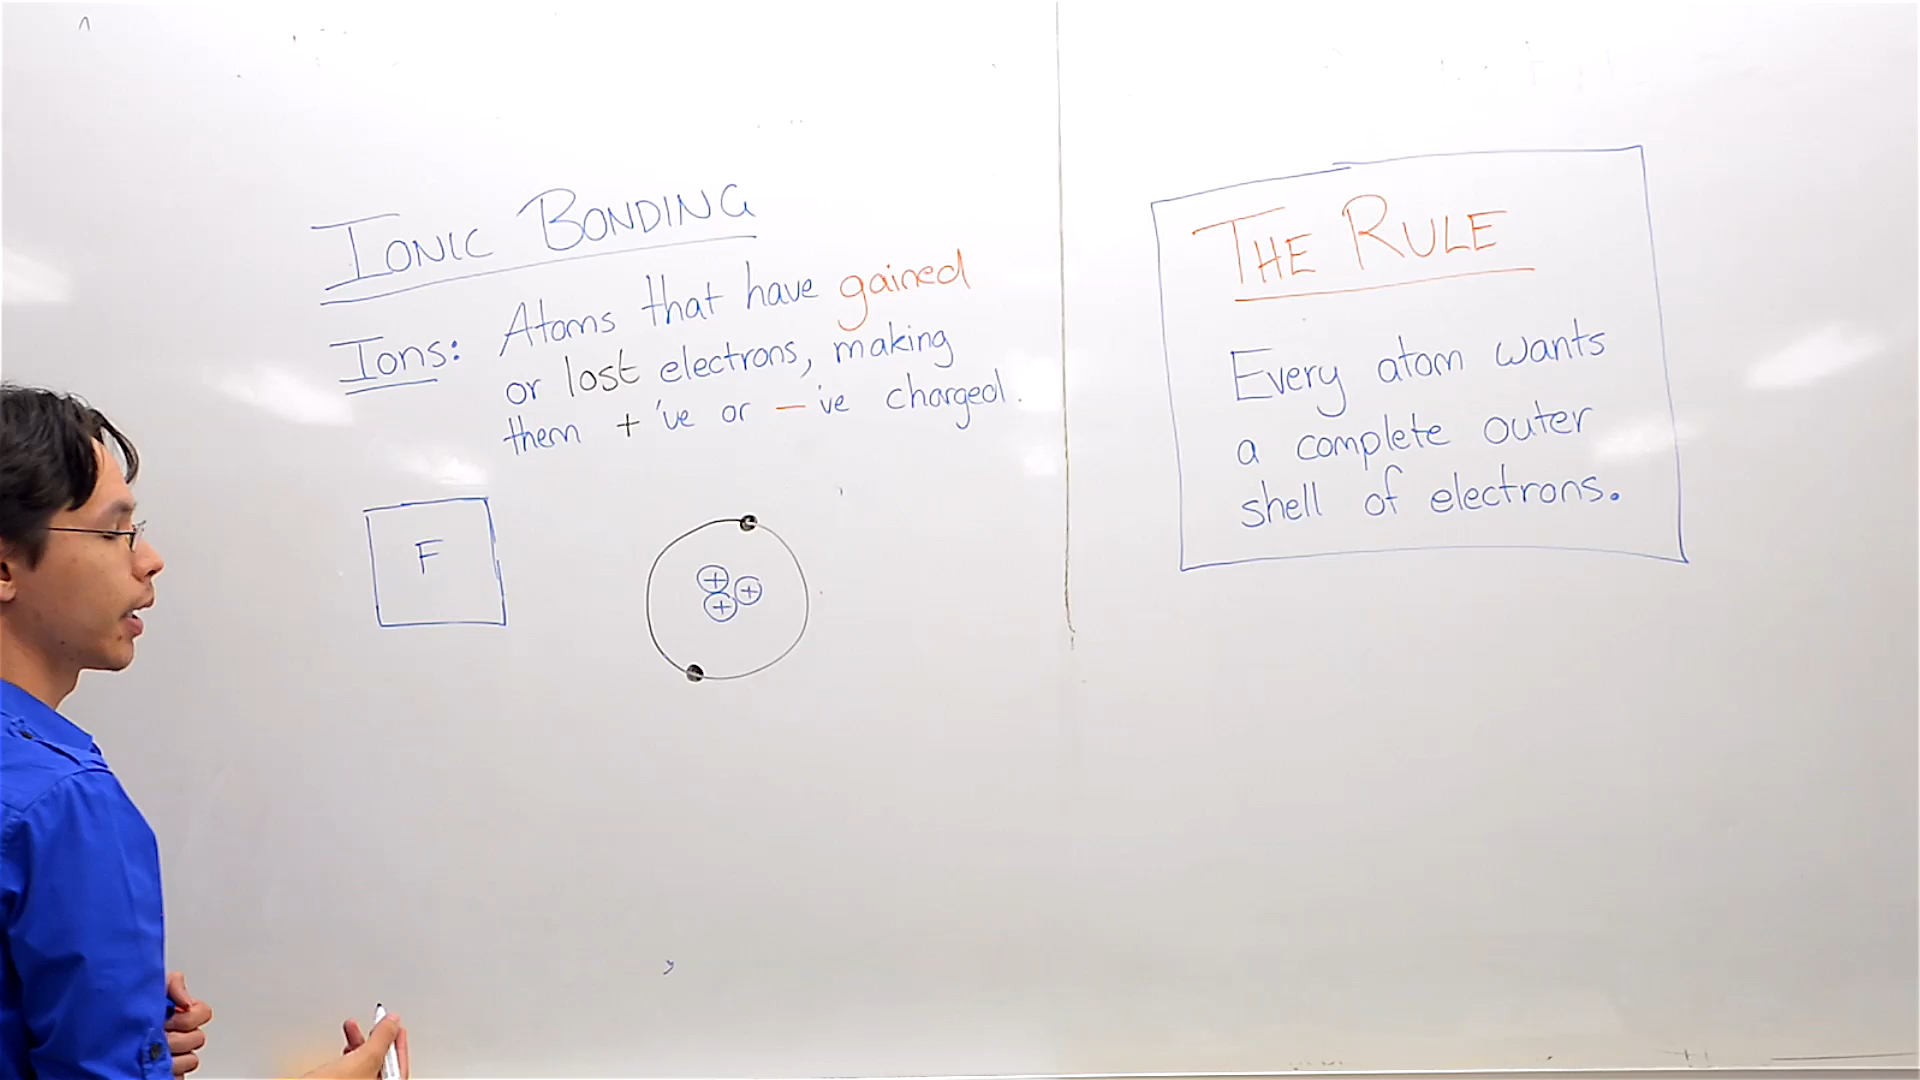 IONIC BONDING
Ions: Atoms that have gained
or lost electrons, making
them +'ve or -'ve charged.
F
+
+
+
THE RULE
Every atom wants
a complete outer
shell of electrons.